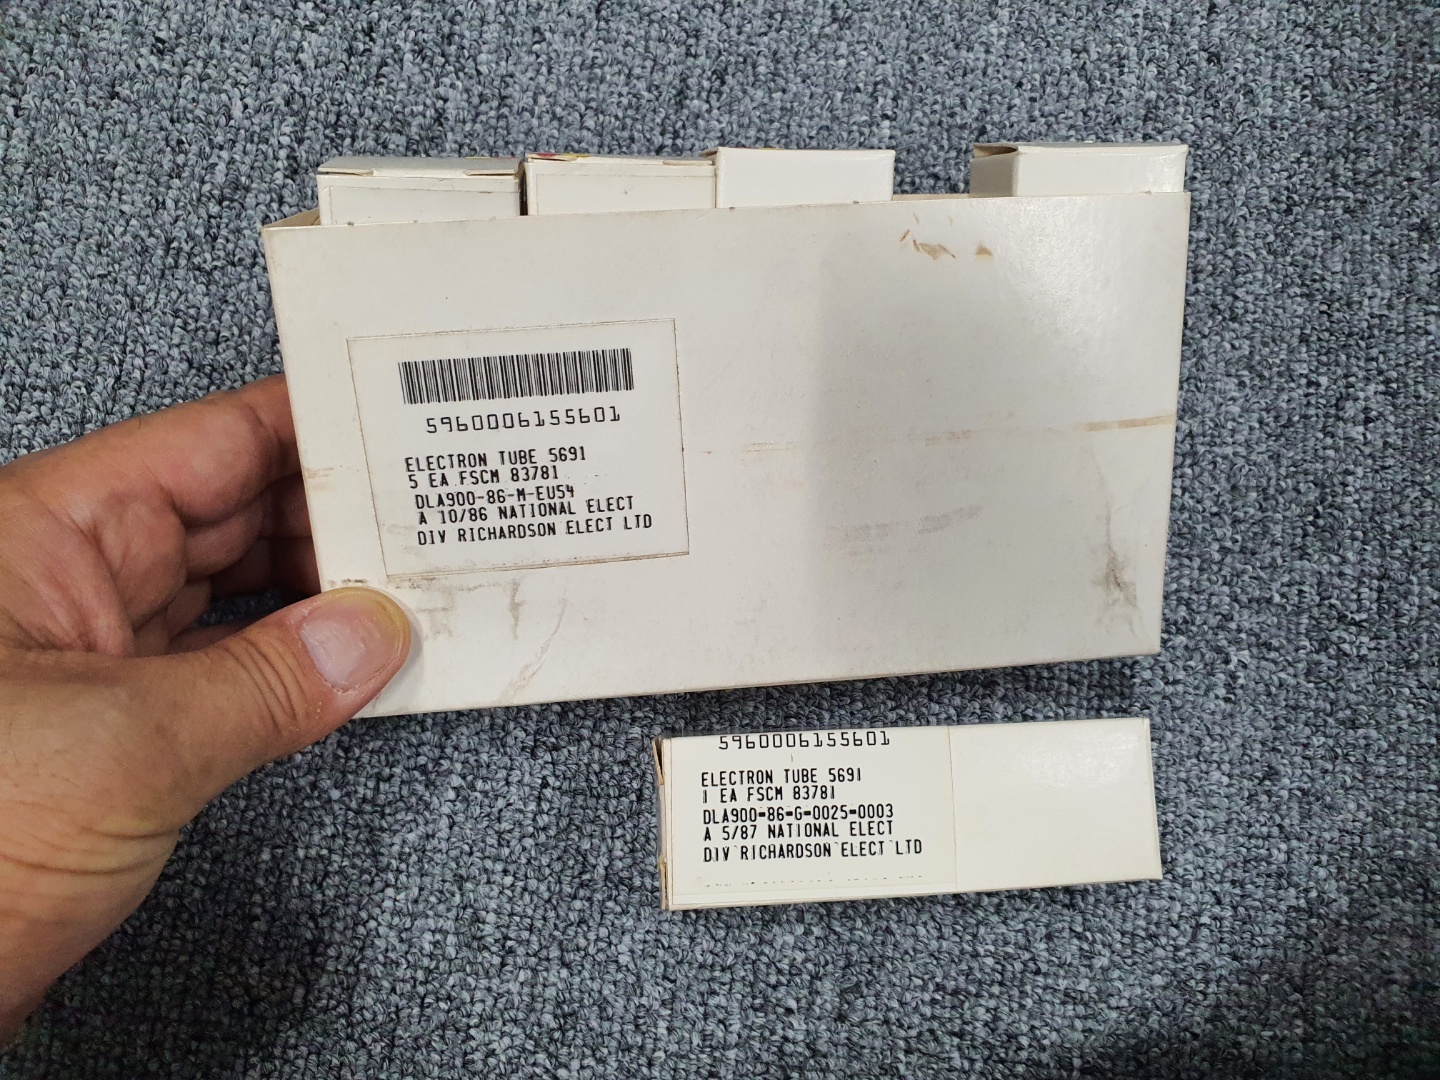 5960006155601
ELECTRON TUBE 5691
5 EA FSCM 83781
DLA900-86-M-EU54
A 10/86 NATIONAL ELECT
DIV RICHARDSON ELECT LTD
5960006155601
ELECTRON TUBE 5691
1 EA FSCM 83781
DLA900-86-G-0025-0003
A 5/87 NATIONAL ELECT
DIV RICHARDSON ELECT LTD